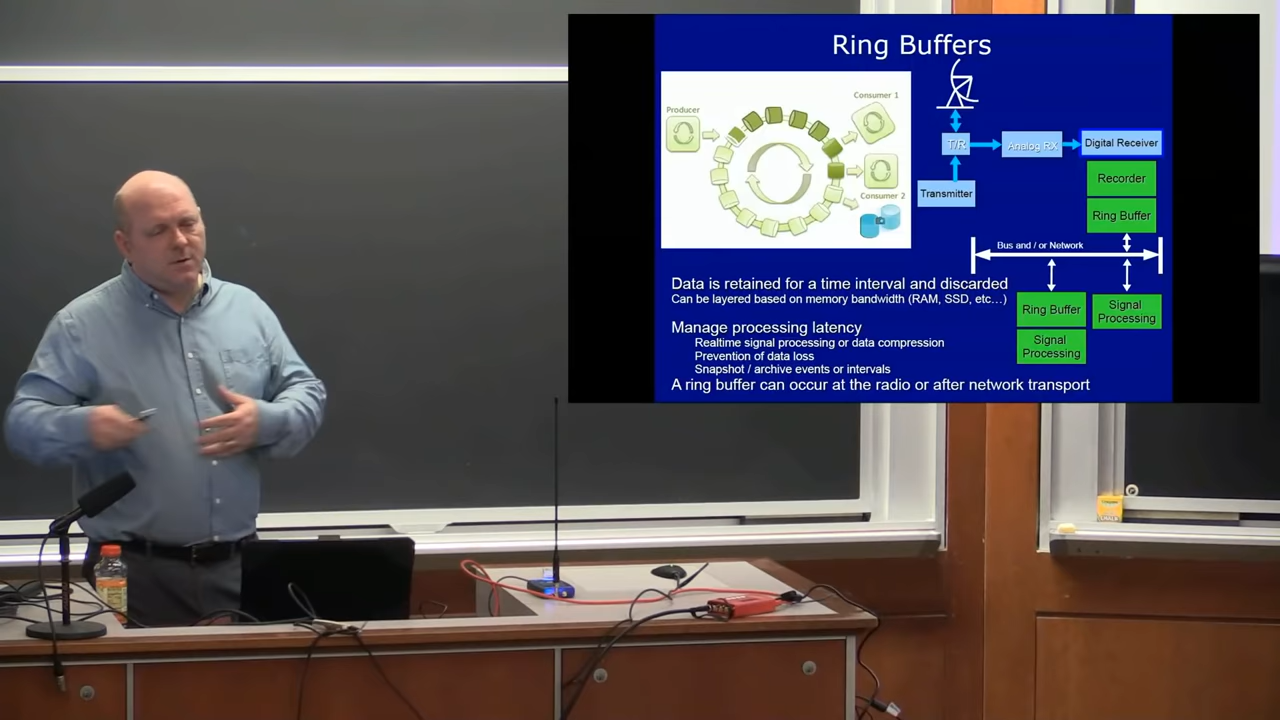 Ring Buffers
Producer
Consumer 1
Consumer 2
T/R
Analog RX
Digital Receiver
Transmitter
Recorder
Ring Buffer
Bus and / or Network
Ring Buffer
Signal
Processing
Signal
Processing
Data is retained for a time interval and discarded
Can be layered based on memory bandwidth (RAM, SSD, etc…)
Manage processing latency
Realtime signal processing or data compression
Prevention of data loss
Snapshot / archive events or intervals
A ring buffer can occur at the radio or after network transport